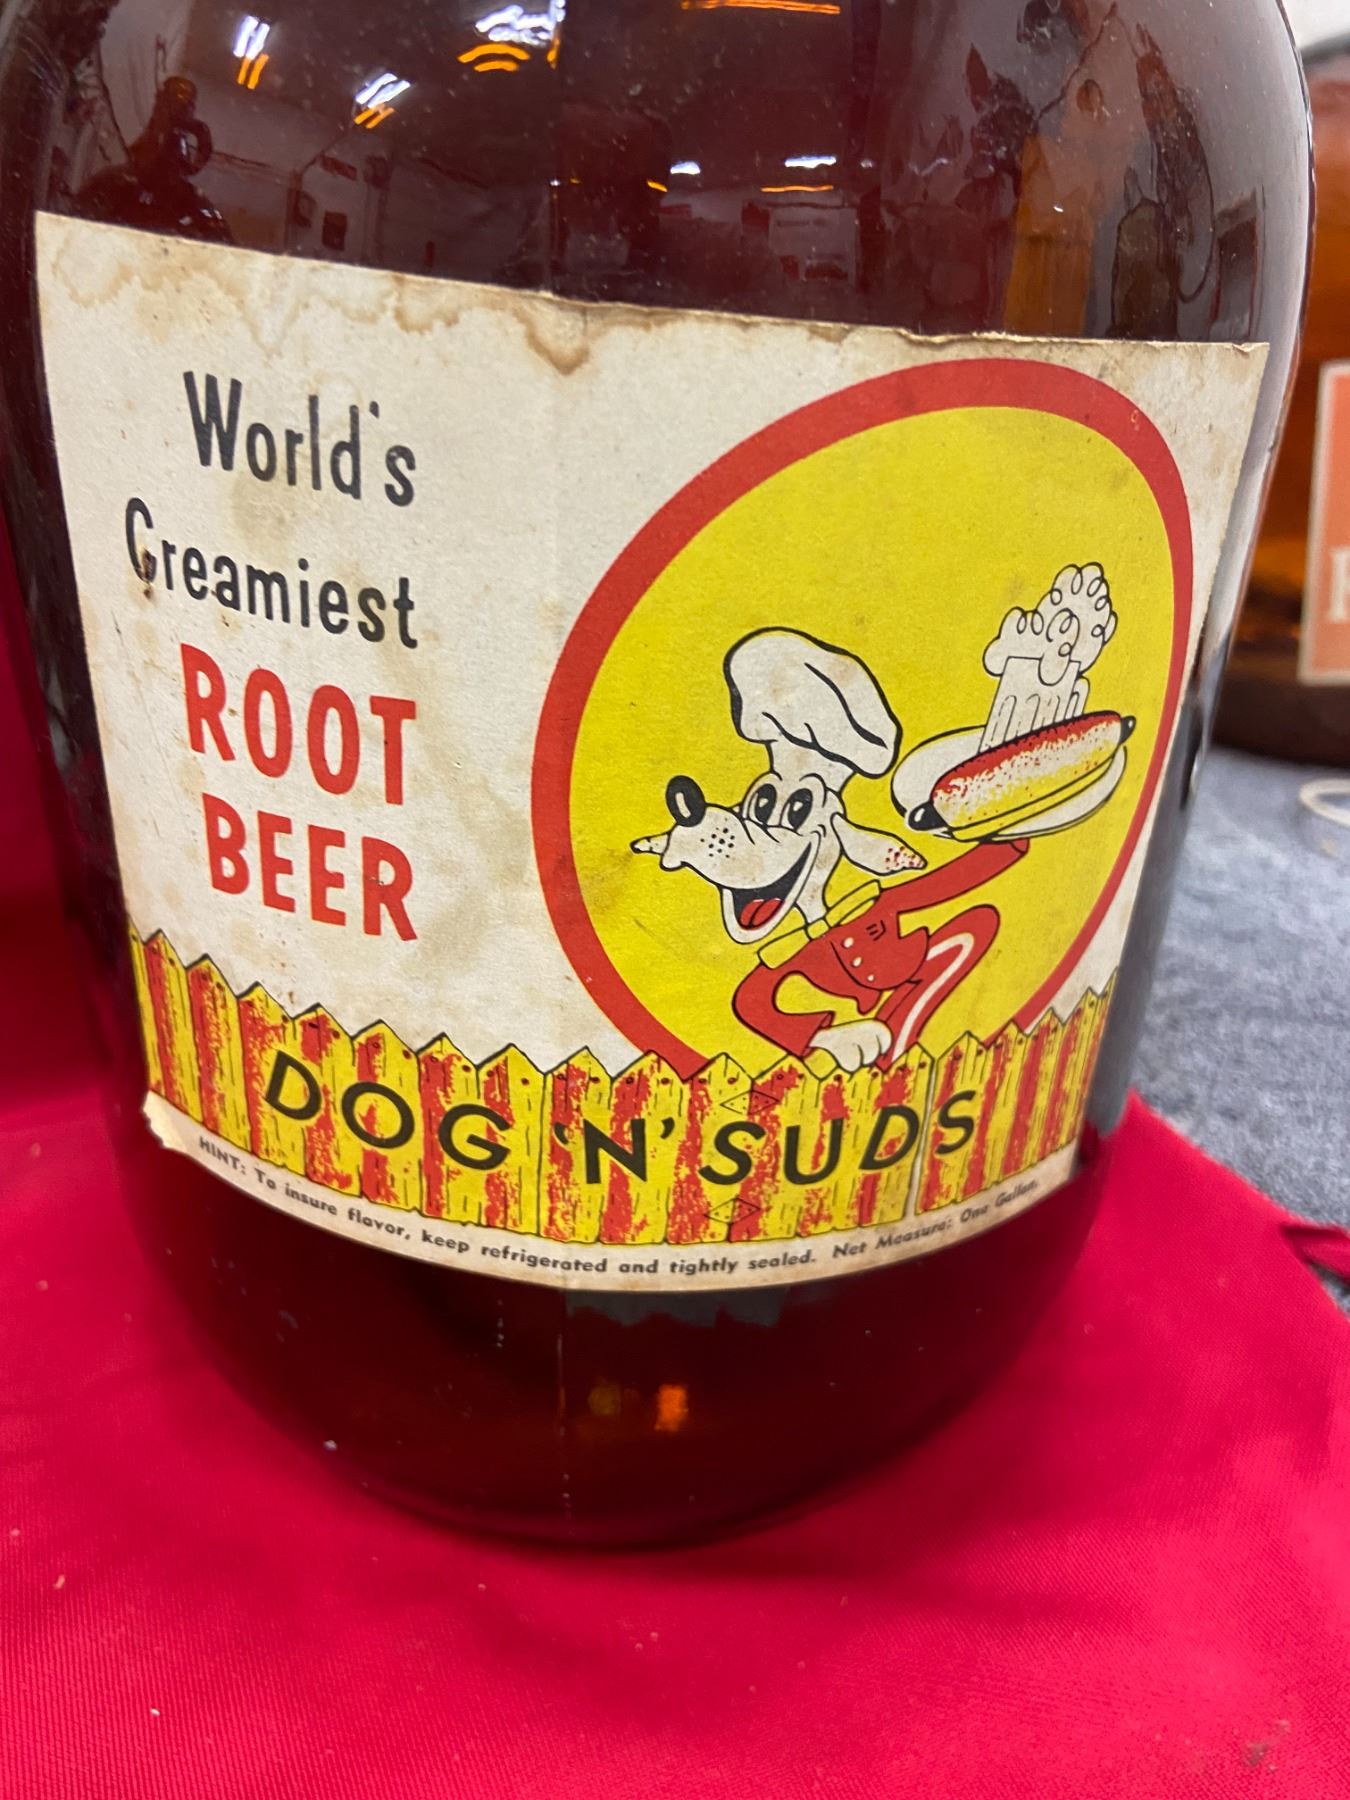 World's
Creamiest
ROOT
BEER
DOG 'N' SUDS
HINT: To insure flavor, keep refrigerated and tightly sealed. Net Measure: One Gallon.